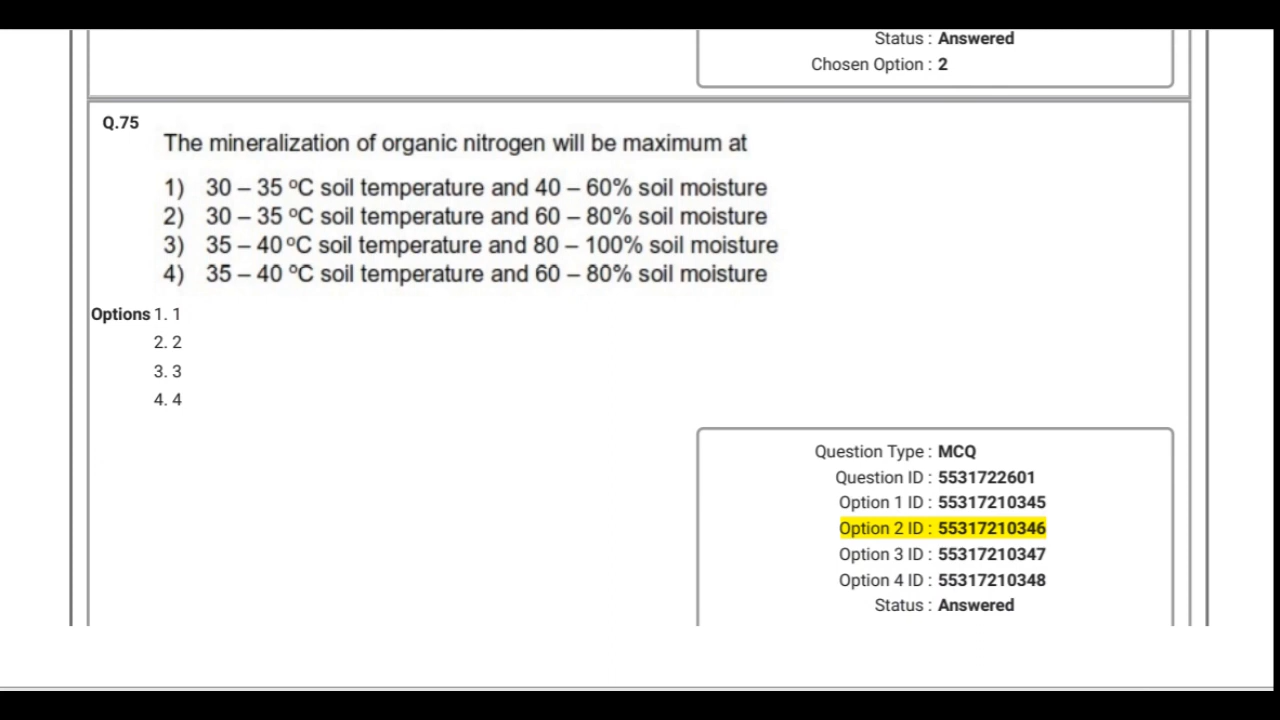 Status : Answered
Chosen Option : 2
Q.75
The mineralization of organic nitrogen will be maximum at
1) 30 – 35 ºC soil temperature and 40 – 60% soil moisture
2) 30 – 35 ºC soil temperature and 60 – 80% soil moisture
3) 35 – 40 ºC soil temperature and 80 – 100% soil moisture
4) 35 – 40 ºC soil temperature and 60 – 80% soil moisture
Options 1. 1
2. 2
3. 3
4. 4
Question Type : MCQ
Question ID : 5531722601
Option 1 ID : 55317210345
Option 2 ID : 55317210346
Option 3 ID : 55317210347
Option 4 ID : 55317210348
Status : Answered